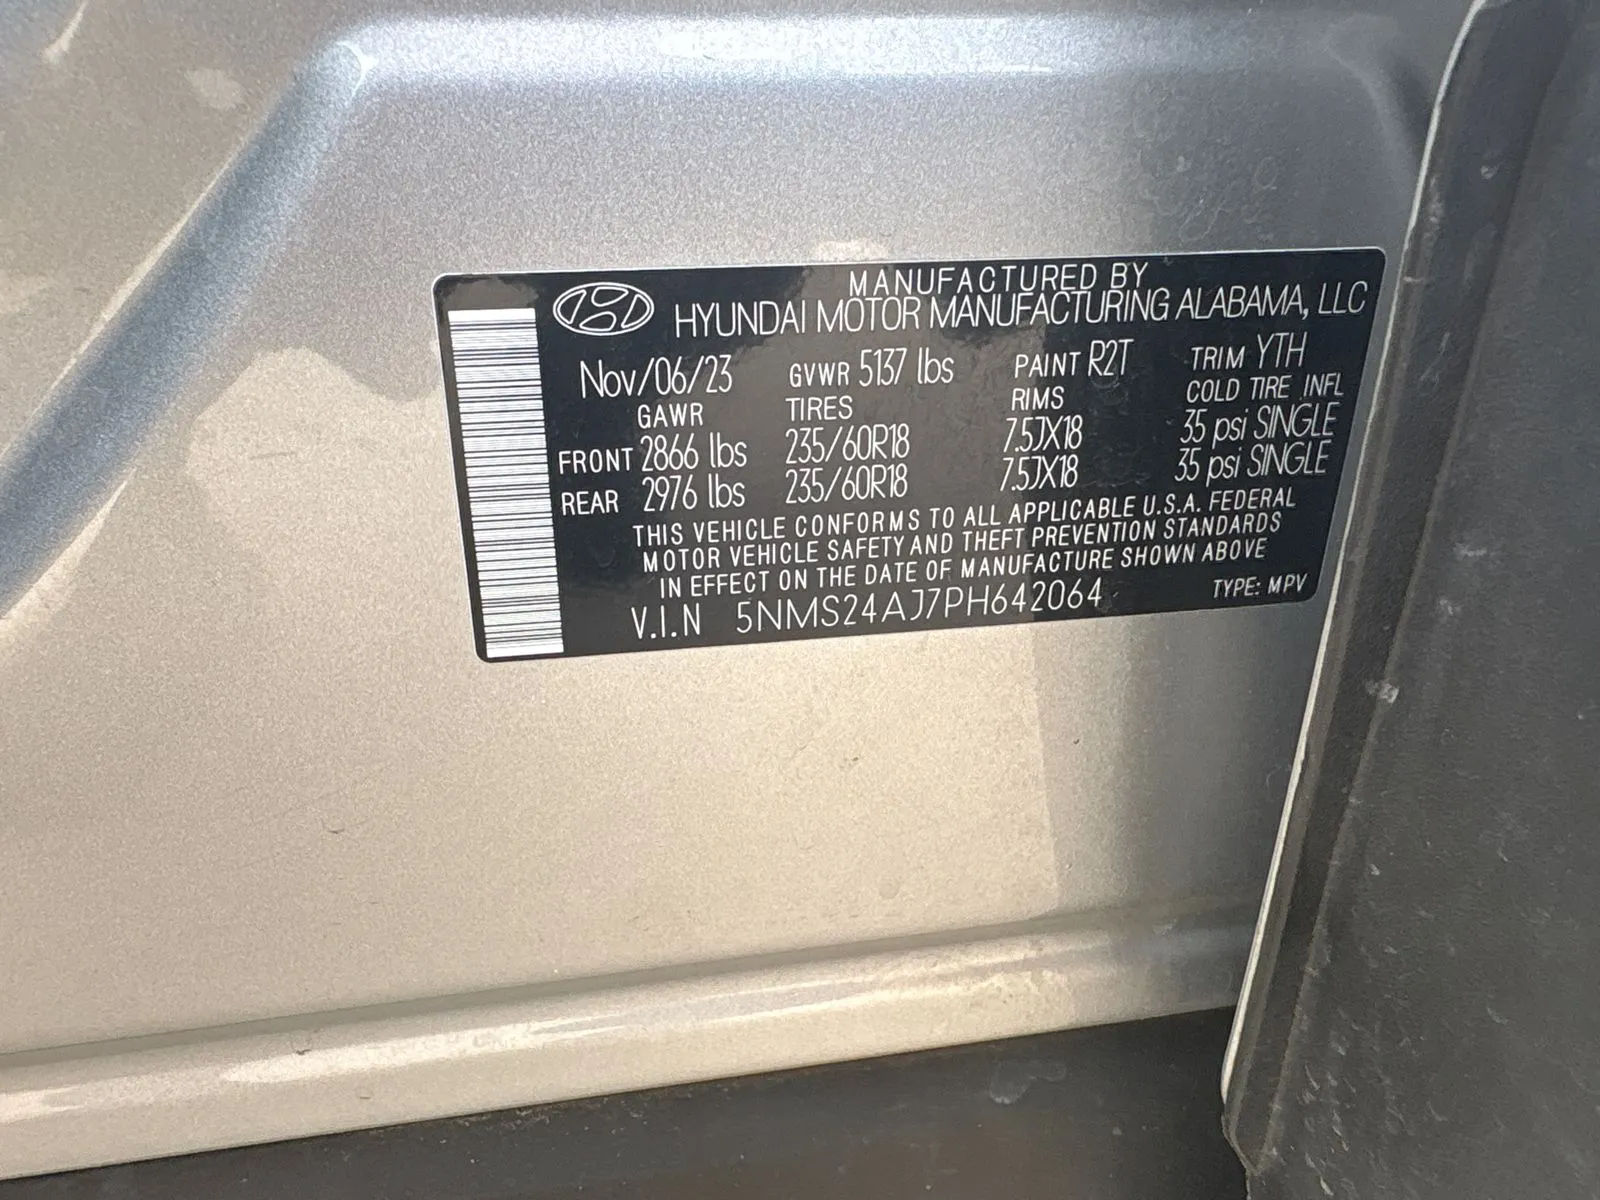 MANUFACTURED BY
HYUNDAI MOTOR MANUFACTURING ALABAMA, LLC
Nov/06/23 GVWR 5137 lbs PAINT R2T TRIM YTH
GAWR TIRES RIMS COLD TIRE INFL
FRONT 2866 lbs 235/60R18 7.5JX18 35 psi SINGLE
REAR 2976 lbs 235/60R18 7.5JX18 35 psi SINGLE
THIS VEHICLE CONFORMS TO ALL APPLICABLE U.S.A. FEDERAL
MOTOR VEHICLE SAFETY AND THEFT PREVENTION STANDARDS
IN EFFECT ON THE DATE OF MANUFACTURE SHOWN ABOVE
V.I.N 5NMS24AJ7PH642064 TYPE: MPV